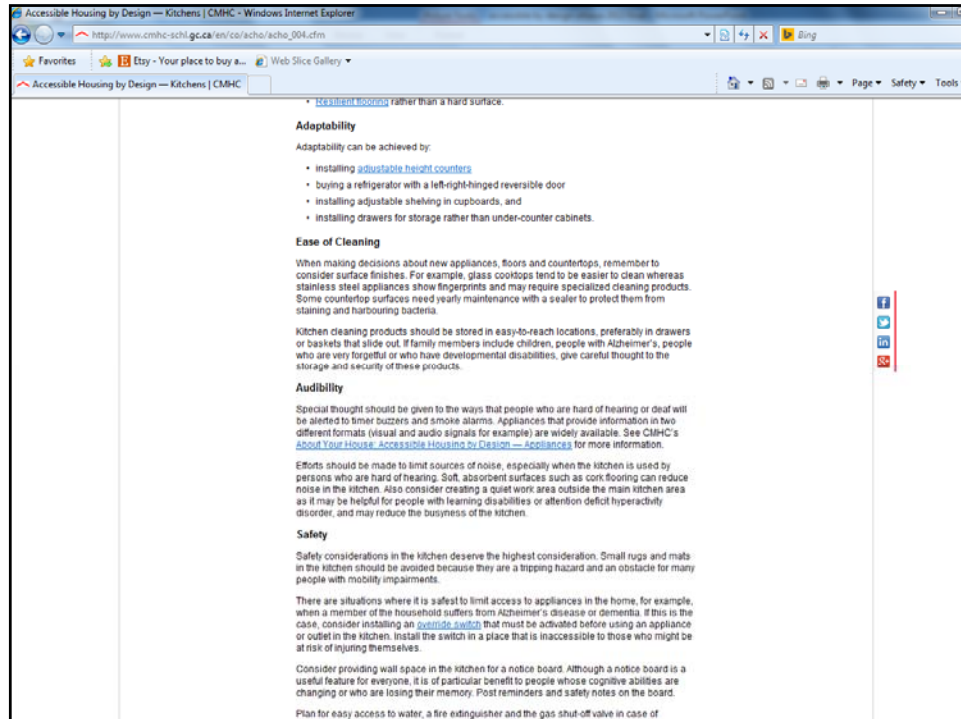 Accessible Housing by Design — Kitchens | CMHC - Windows Internet Explorer
http://www.cmhc-schl.gc.ca/en/co/acho/acho_004.cfm
Bing
Favorites
Etsy - Your place to buy a...
Web Slice Gallery
Accessible Housing by Design — Kitchens | CMHC
Page
Safety
Tools
• Resilient flooring rather than a hard surface.
Adaptability
Adaptability can be achieved by:
• installing adjustable height counters
• buying a refrigerator with a left-right-hinged reversible door
• installing adjustable shelving in cupboards, and
• installing drawers for storage rather than under-counter cabinets.
Ease of Cleaning
When making decisions about new appliances, floors and countertops, remember to
consider surface finishes. For example, glass cooktops tend to be easier to clean whereas
stainless steel appliances show fingerprints and may require specialized cleaning products.
Some countertop surfaces need yearly maintenance with a sealer to protect them from
staining and harbouring bacteria.
Kitchen cleaning products should be stored in easy-to-reach locations, preferably in drawers
or baskets that slide out. If family members include children, people with Alzheimer's, people
who are very forgetful or who have developmental disabilities, give careful thought to the
storage and security of these products.
Audibility
Special thought should be given to the ways that people who are hard of hearing or deaf will
be alerted to timer buzzers and smoke alarms. Appliances that provide information in two
different formats (visual and audio signals for example) are widely available. See CMHC's
About Your House: Accessible Housing by Design — Appliances for more information.
Efforts should be made to limit sources of noise, especially when the kitchen is used by
persons who are hard of hearing. Soft, absorbent surfaces such as cork flooring can reduce
noise in the kitchen. Also consider creating a quiet work area outside the main kitchen area
as it may be helpful for people with learning disabilities or attention deficit hyperactivity
disorder, and may reduce the busyness of the kitchen.
Safety
Safety considerations in the kitchen deserve the highest consideration. Small rugs and mats
in the kitchen should be avoided because they are a tripping hazard and an obstacle for many
people with mobility impairments.
There are situations where it is safest to limit access to appliances in the home, for example,
when a member of the household suffers from Alzheimer's disease or dementia. If this is the
case, consider installing an override switch that must be activated before using an appliance
or outlet in the kitchen. Install the switch in a place that is inaccessible to those who might be
at risk of injuring themselves.
Consider providing wall space in the kitchen for a notice board. Although a notice board is a
useful feature for everyone, it is of particular benefit to people whose cognitive abilities are
changing or who are losing their memory. Post reminders and safety notes on the board.
Plan for easy access to water, a fire extinguisher and the gas shut-off valve in case of